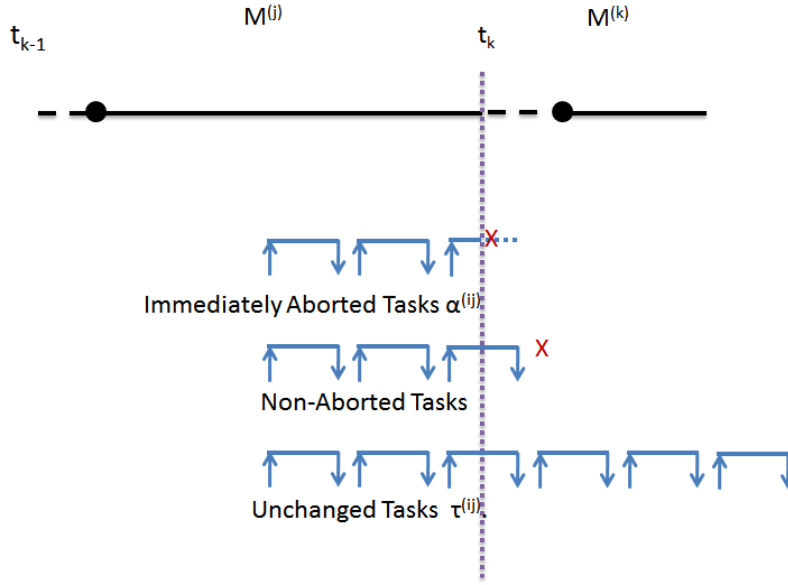 M(j)
M(k)
tk-1
tk
X
Immediately Aborted Tasks α(ij)
X
Non-Aborted Tasks
Unchanged Tasks τ(ij).